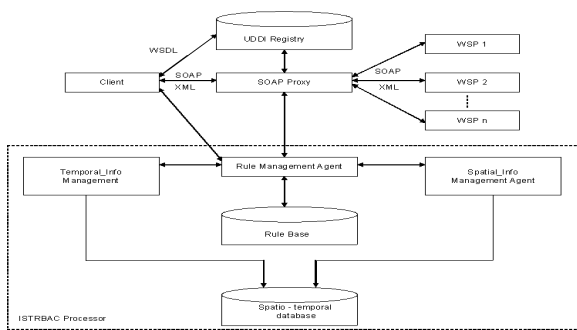 UDDI Registry
WSDL
WSP 1
Client
SOAP
XML
SOAP Proxy
SOAP
XML
WSP 2
WSP n
Temporal_Info
Management
Rule Management Agent
Spatial_Info
Management Agent
Rule Base
Spatio - temporal
database
ISTRBAC Processor